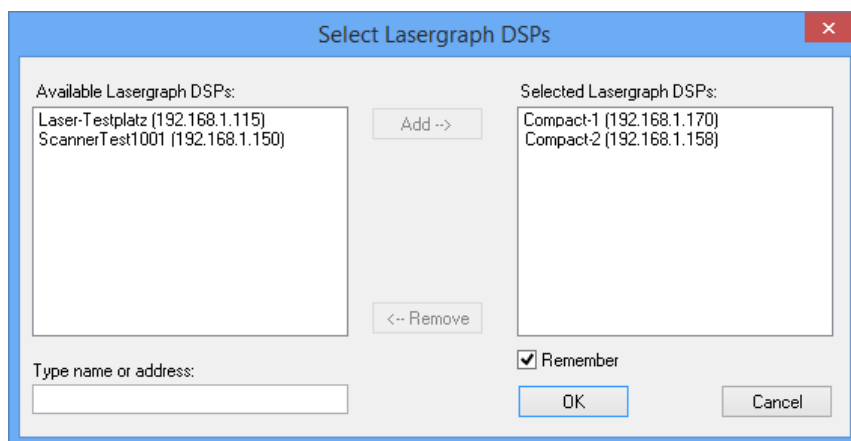 Select Lasergraph DSPs
Available Lasergraph DSPs:
Laser-Testplatz (192.168.1.115)
ScannerTest1001 (192.168.1.150)
Add -->
<-- Remove
Selected Lasergraph DSPs:
Compact-1 (192.168.1.170)
Compact-2 (192.168.1.158)
Type name or address:
Remember
OK
Cancel